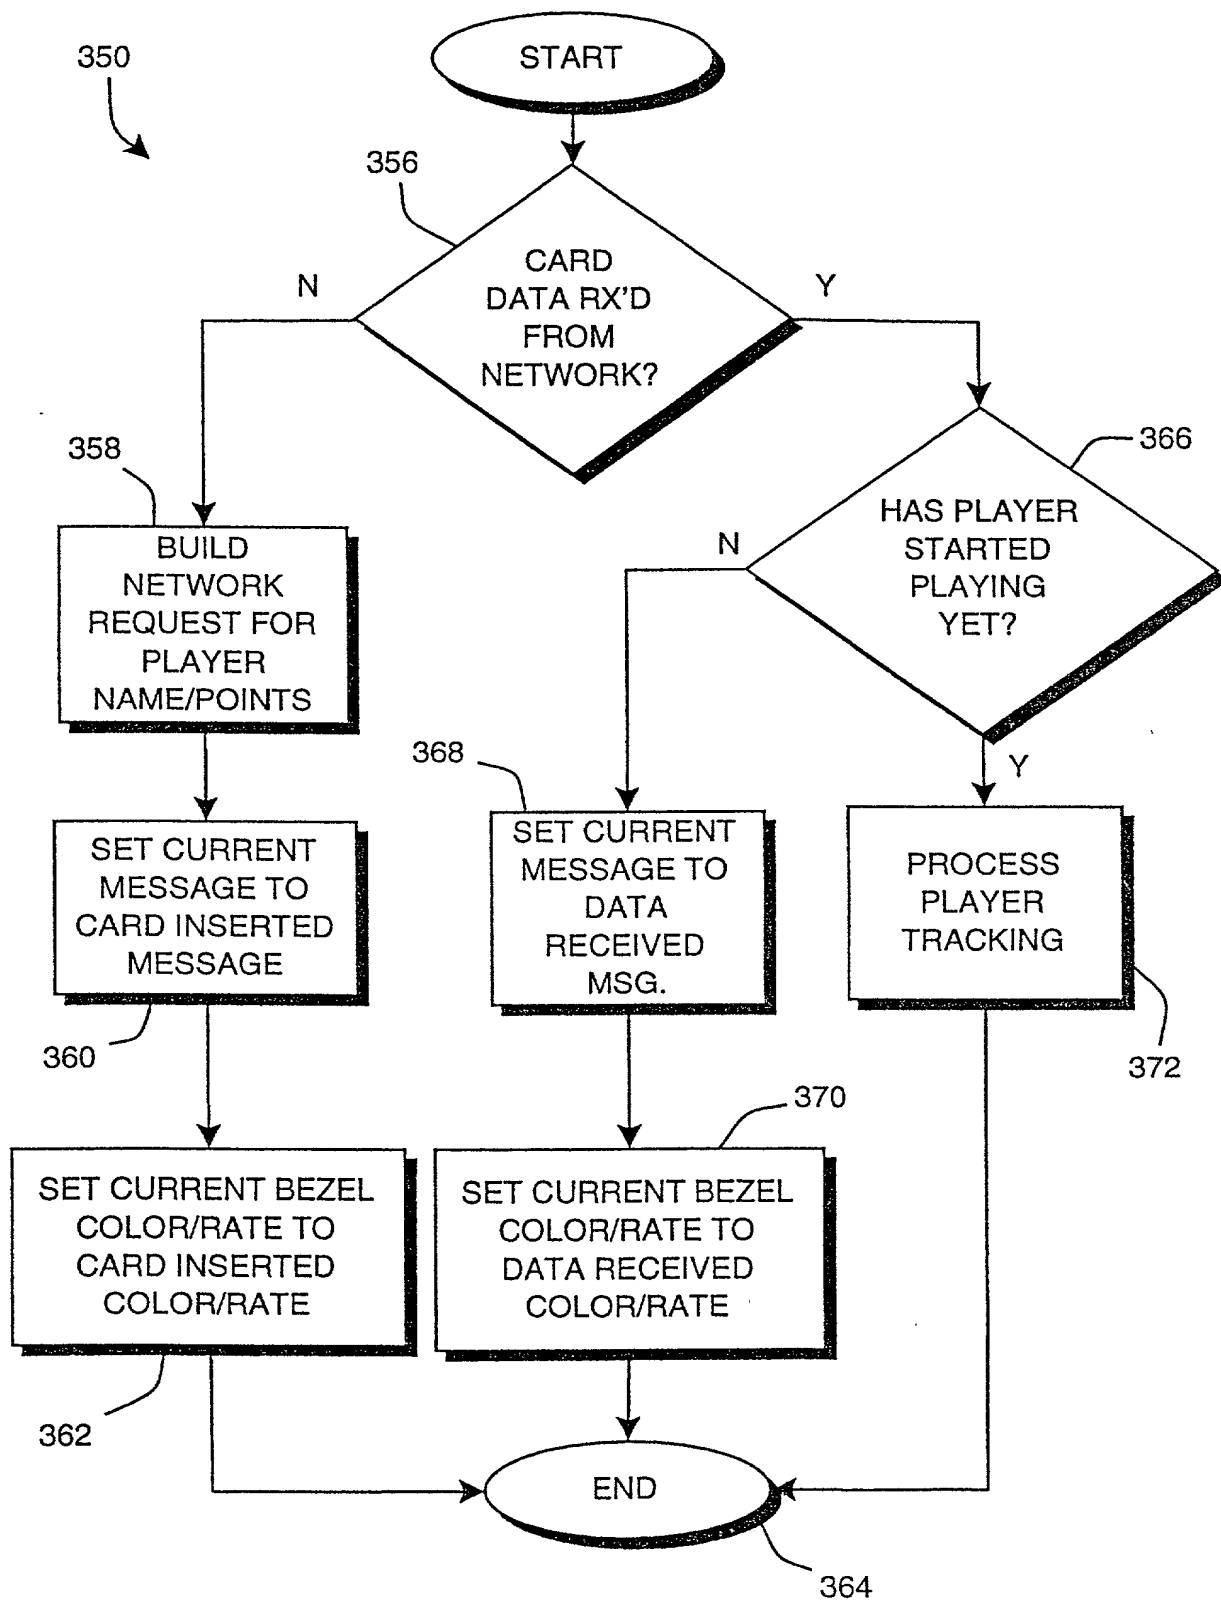 350
START
356
CARD
DATA RX'D
FROM
NETWORK?
N
Y
358
BUILD
NETWORK
REQUEST FOR
PLAYER
NAME/POINTS
366
HAS PLAYER
STARTED
PLAYING
YET?
N
Y
SET CURRENT
MESSAGE TO
CARD INSERTED
MESSAGE
360
368
SET CURRENT
MESSAGE TO
DATA
RECEIVED
MSG.
PROCESS
PLAYER
TRACKING
372
SET CURRENT BEZEL
COLOR/RATE TO
CARD INSERTED
COLOR/RATE
362
370
SET CURRENT BEZEL
COLOR/RATE TO
DATA RECEIVED
COLOR/RATE
END
364